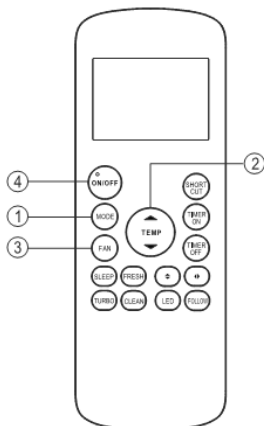 ②
④ ON/OFF SHORT CUT
① MODE TIMER ON
TEMP
③ FAN TIMER OFF
SLEEP FRESH
TURBO CLEAN LED FOLLOW